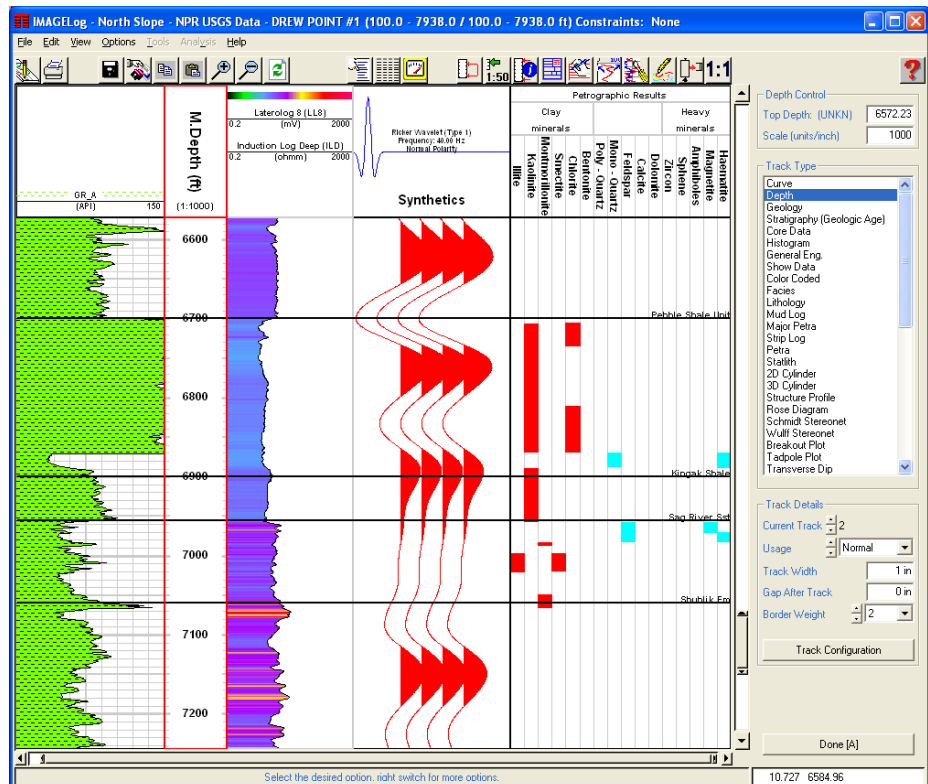 IMAGELog - North Slope - NPR USGS Data - DREW POINT #1 (100.0 - 7938.0 / 100.0 - 7938.0 ft) Constraints: None
File Edit View Options Tools Analysis Help
1:50
1:1
?
GR_A
(API) 150
M.Depth (ft)
(1:1000)
Laterolog 8 (LL8)
0.2 (mV) 2000
Induction Log Deep (ILD)
0.2 (ohmm) 2000
Ricker Wavelet (Type 1)
Frequency: 40.00 Hz
Normal Polarity
Synthetics
Petrographic Results
Clay
minerals
Heavy
minerals
Illite
Kaolinite
Montmorillonite
Smectite
Chlorite
Bentonite
Poly - Quartz
Mono - Quartz
Feldspar
Calcite
Dolomite
Zircon
Sphene
Amphiboles
Magnetite
Haematite
6600
6700
6800
6900
7000
7100
7200
Pebble Shale Unit
Kingak Shale
Sag River Sst
Shublik Fm
Depth Control
Top Depth: (UNKN) 6572.23
Scale (units/inch) 1000
Track Type
Curve
Depth
Geology
Stratigraphy (Geologic Age)
Core Data
Histogram
General Eng.
Show Data
Color Coded
Facies
Lithology
Mud Log
Major Petra
Strip Log
Petra
Statlith
2D Cylinder
3D Cylinder
Structure Profile
Rose Diagram
Schmidt Stereonet
Wulff Stereonet
Breakout Plot
Tadpole Plot
Transverse Dip
Track Details
Current Track 2
Usage Normal
Track Width 1 in
Gap After Track 0 in
Border Weight 2
Track Configuration
Done [A]
Select the desired option, right switch for more options.
10.727 6584.96